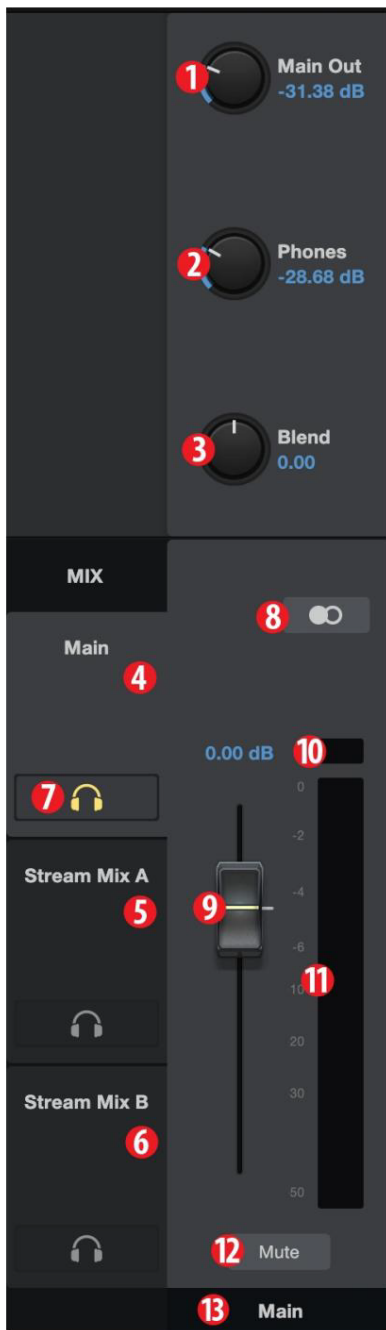 1 Main Out
-31.38 dB
2 Phones
-28.68 dB
3 Blend
0.00
MIX
8
Main
4
7
0.00 dB 10
0
-2
-4
-6
10
20
30
50
9
11
Stream Mix A
5
Stream Mix B
6
12 Mute
13 Main